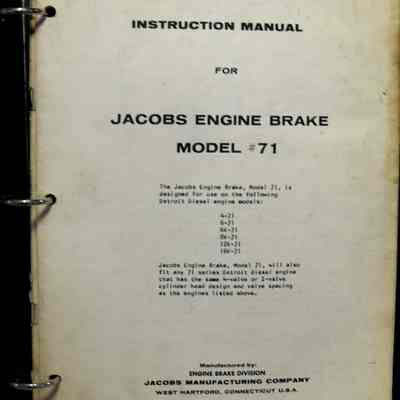 INSTRUCTION MANUAL
FOR
JACOBS ENGINE BRAKE
MODEL #71
The Jacobs Engine Brake, Model 71, is
designed for use on the following
Detroit Diesel engine models:
4-71
6-71
6V-71
8V-71
12V-71
16V-71
Jacobs Engine Brake, Model 71, will also
fit any 71 series Detroit diesel engine
that has the same 4-valve or 2-valve
cylinder head design and valve spacing
as the engines listed above.
Manufactured by:
ENGINE BRAKE DIVISION
JACOBS MANUFACTURING COMPANY
WEST HARTFORD, CONNECTICUT U.S.A.